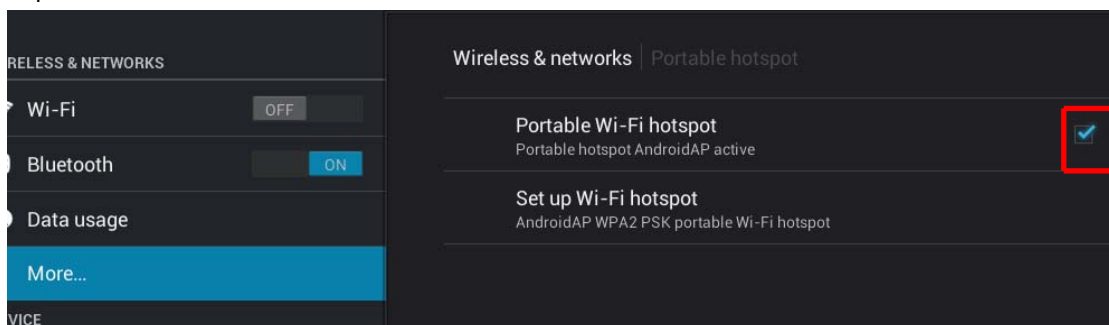 RELESS & NETWORKS
Wi-Fi
OFF
Bluetooth
ON
Data usage
More...
VICE
Wireless & networks | Portable hotspot
Portable Wi-Fi hotspot
Portable hotspot AndroidAP active
Set up Wi-Fi hotspot
AndroidAP WPA2 PSK portable Wi-Fi hotspot